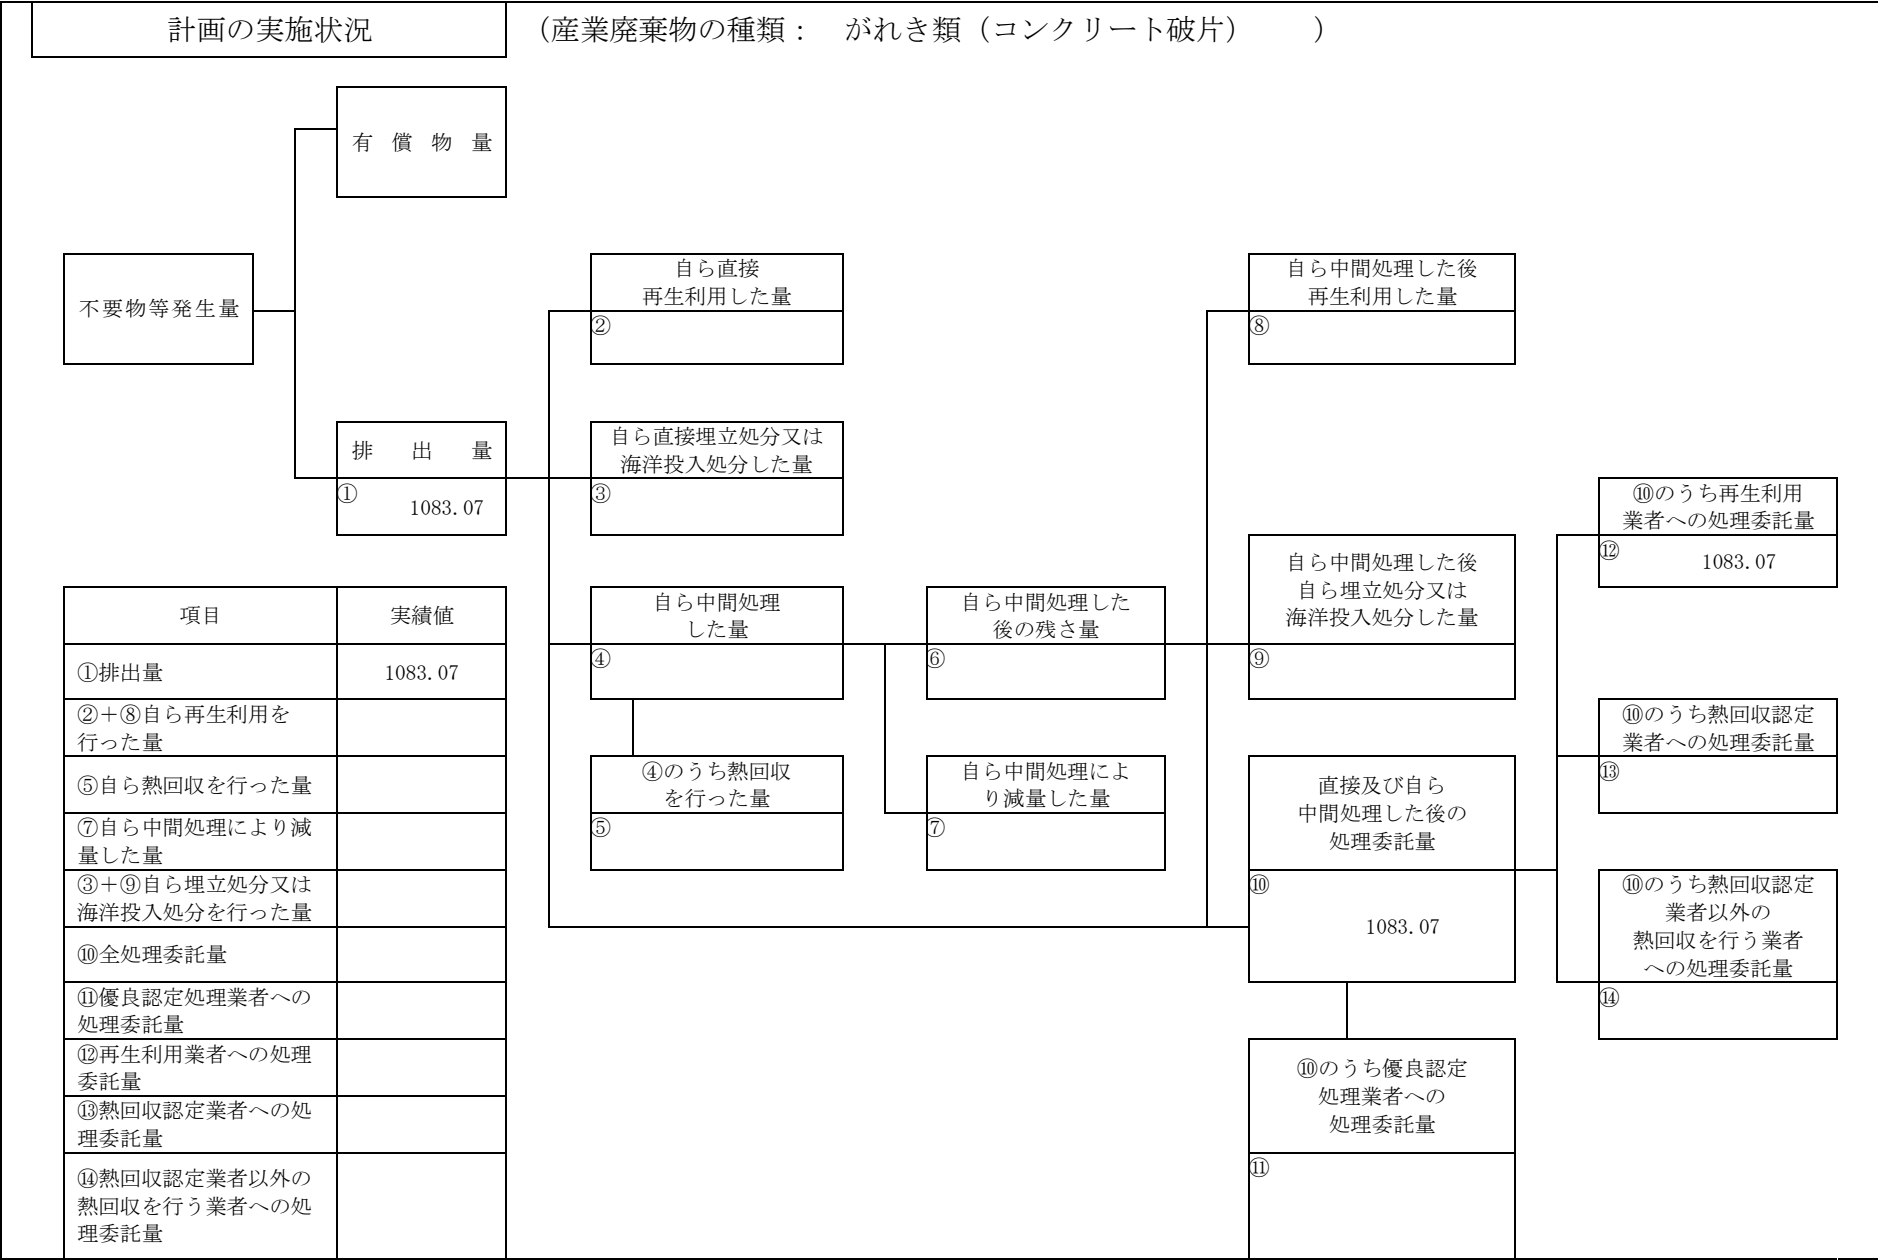 計画の実施状況
（産業廃棄物の種類： がれき類（コンクリート破片） ）
有償物量
不要物等発生量
排出量
①
1083.07
自ら直接
再生利用した量
②
自ら直接埋立処分又は
海洋投入処分した量
③
自ら中間処理
した量
④
④のうち熱回収
を行った量
⑤
自ら中間処理した
後の残さ量
⑥
自ら中間処理によ
り減量した量
⑦
自ら中間処理した後
再生利用した量
⑧
自ら中間処理した後
自ら埋立処分又は
海洋投入処分した量
⑨
直接及び自ら
中間処理した後の
処理委託量
⑩
1083.07
⑩のうち優良認定
処理業者への
処理委託量
⑪
⑩のうち再生利用
業者への処理委託量
⑫
1083.07
⑩のうち熱回収認定
業者への処理委託量
⑬
⑩のうち熱回収認定
業者以外の
熱回収を行う業者
への処理委託量
⑭
項目 実績値
①排出量 1083.07
②＋⑧自ら再生利用を
行った量
⑤自ら熱回収を行った量
⑦自ら中間処理により減
量した量
③＋⑨自ら埋立処分又は
海洋投入処分を行った量
⑩全処理委託量
⑪優良認定処理業者への
処理委託量
⑫再生利用業者への処理
委託量
⑬熱回収認定業者への処
理委託量
⑭熱回収認定業者以外の
熱回収を行う業者への処
理委託量